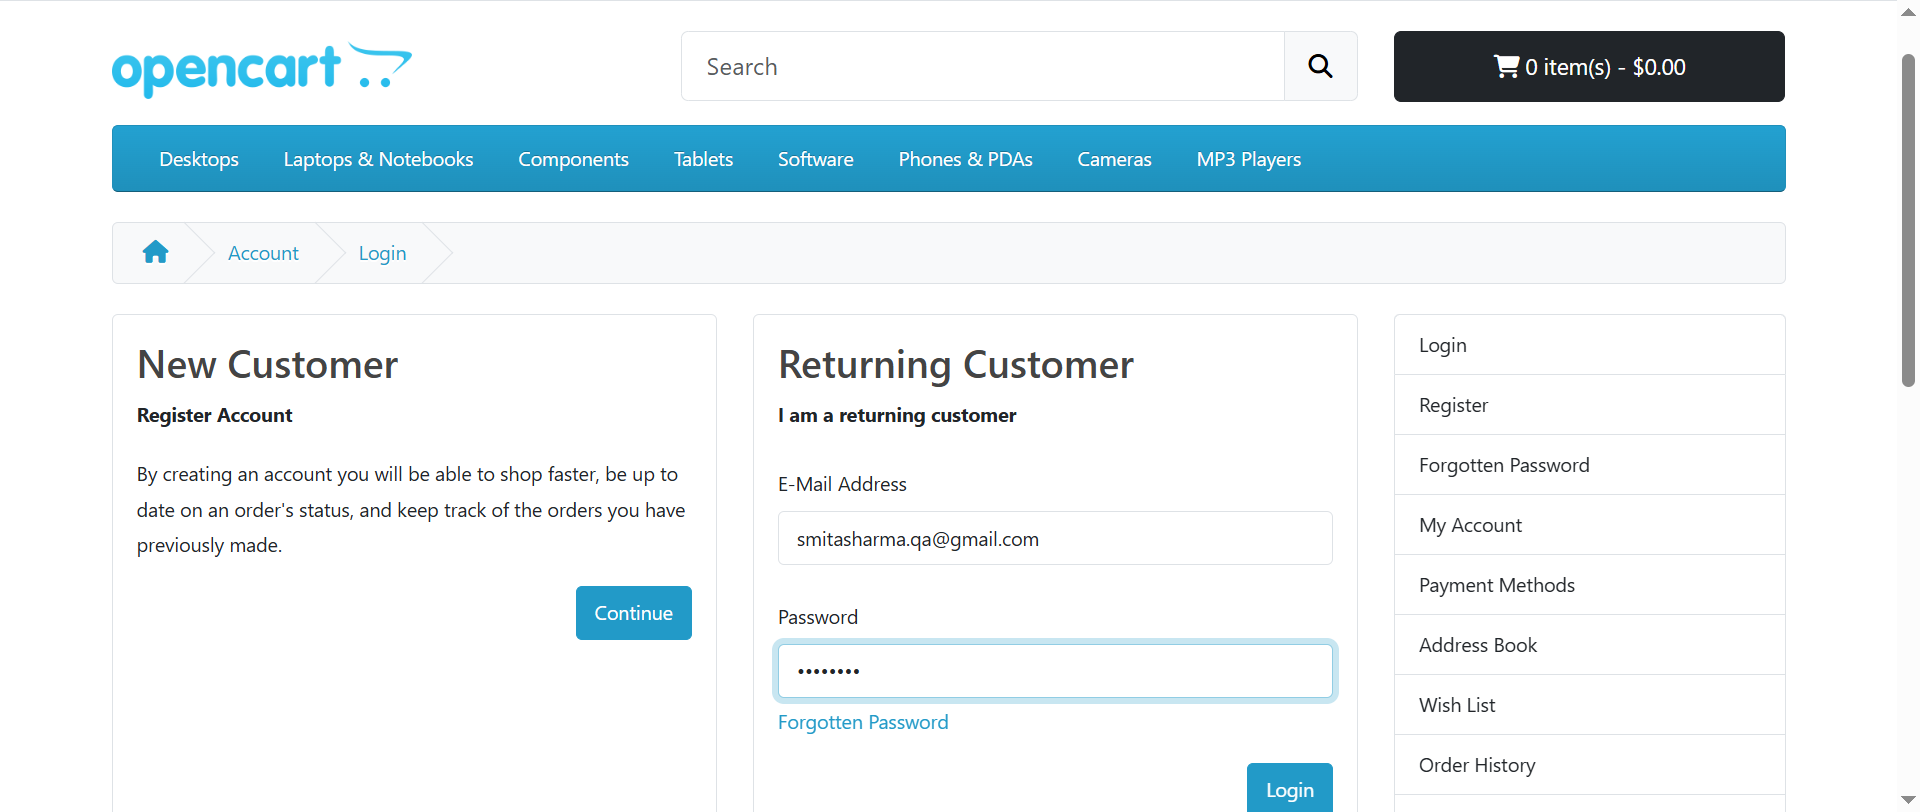 opencart
Search
0 item(s) - $0.00
Desktops Laptops & Notebooks Components Tablets Software Phones & PDAs Cameras MP3 Players
Account Login
New Customer
Register Account
By creating an account you will be able to shop faster, be up to
date on an order's status, and keep track of the orders you have
previously made.
Continue
Returning Customer
I am a returning customer
E-Mail Address
smitasharma.qa@gmail.com
Password
••••••••
Forgotten Password
Login
Login
Register
Forgotten Password
My Account
Payment Methods
Address Book
Wish List
Order History